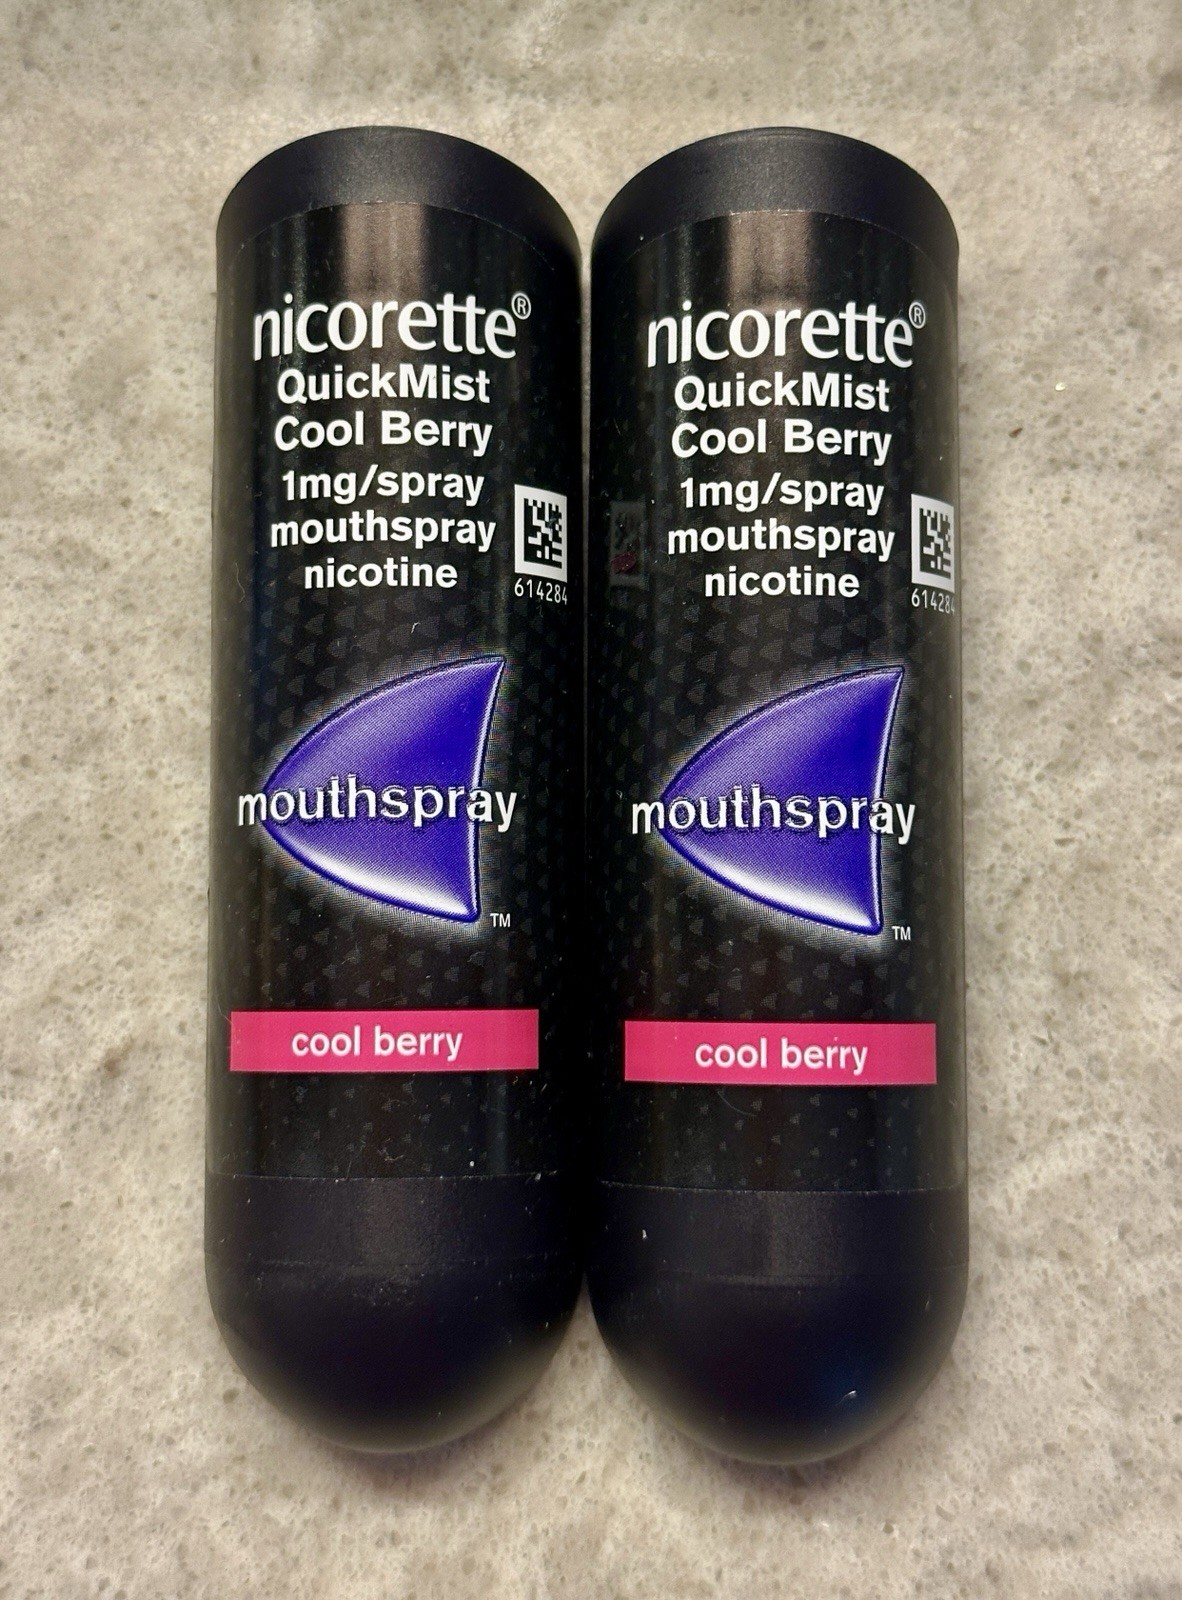 nicorette®
QuickMist
Cool Berry
1mg/spray
mouthspray
nicotine
614284
mouthspray
TM
cool berry
nicorette®
QuickMist
Cool Berry
1mg/spray
mouthspray
nicotine
614284
mouthspray
TM
cool berry